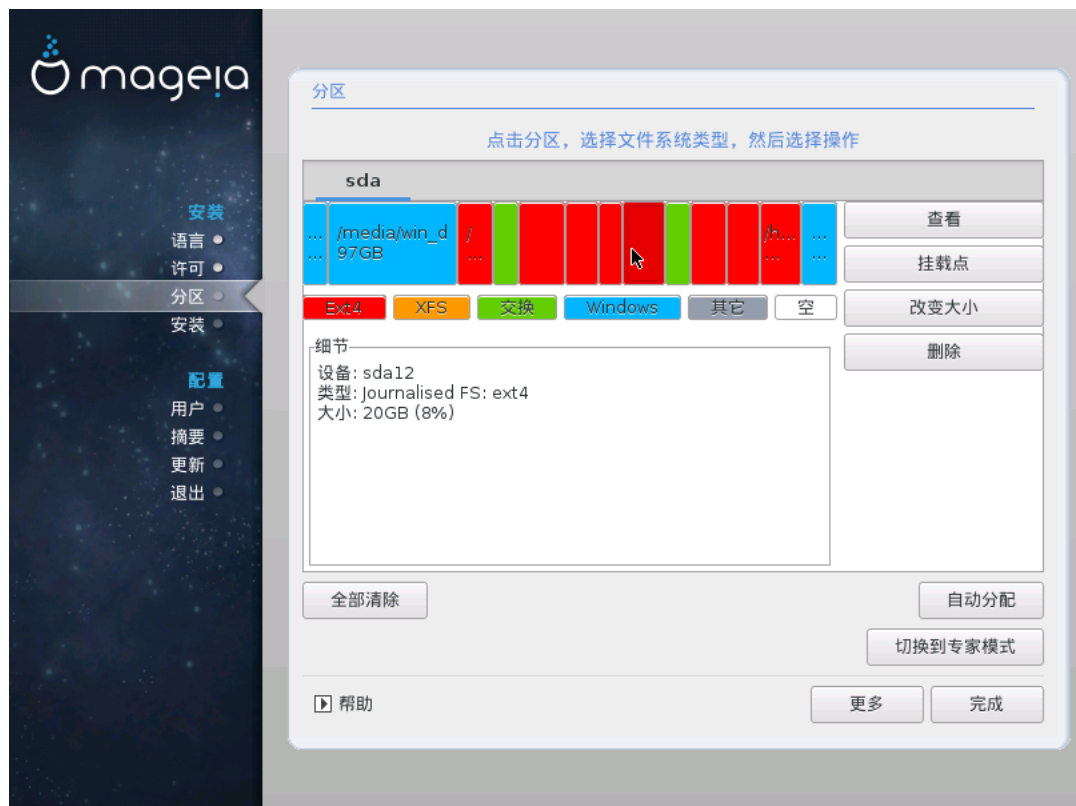 mageia
安装
语言
许可
分区
安装
配置
用户
摘要
更新
退出
分区
点击分区，选择文件系统类型，然后选择操作
sda
...
...
/media/win_d
97GB
/
...
/h...
...
...
...
Ext4
XFS
交换
Windows
其它
空
细节
设备: sda12
类型: Journalised FS: ext4
大小: 20GB (8%)
查看
挂载点
改变大小
删除
全部清除
自动分配
切换到专家模式
帮助
更多
完成